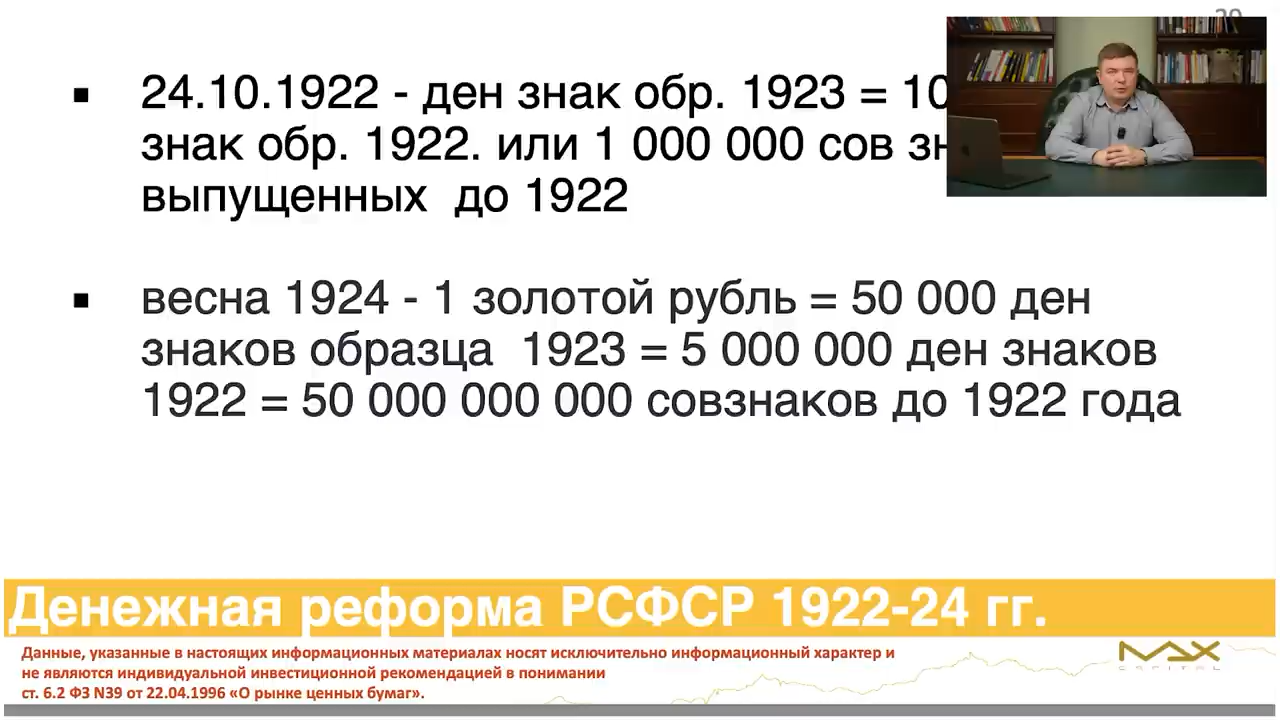 24.10.1922 - ден знак обр. 1923 = 10
знак обр. 1922. или 1 000 000 сов
выпущенных до 1922
весна 1924 - 1 золотой рубль = 50 000 ден
знаков образца 1923 = 5 000 000 ден знаков
1922 = 50 000 000 000 совзнаков до 1922 года
Денежная реформа РСФСР 1922-24 гг.
Данные, указанные в настоящих информационных материалах носят исключительно информационный характер и
не являются индивидуальной инвестиционной рекомендацией в понимании
ст. 6.2 ФЗ N39 от 22.04.1996 «О рынке ценных бумаг».
MAX
CAPITAL